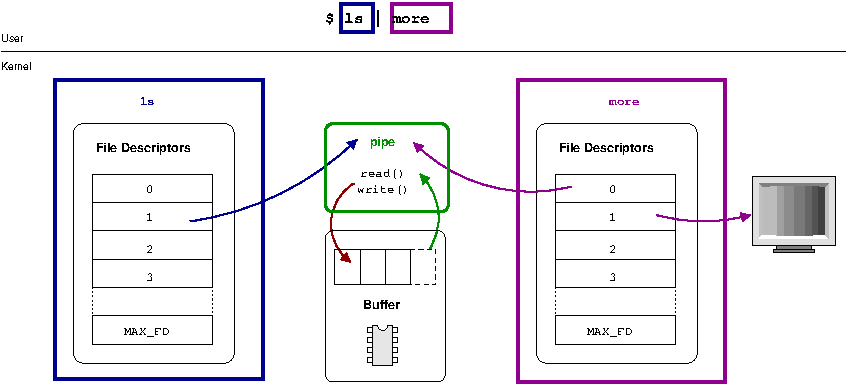 $ ls | more
User
Kernel
ls
File Descriptors
0
1
2
3
MAX_FD
pipe
read()
write()
Buffer
more
File Descriptors
0
1
2
3
MAX_FD